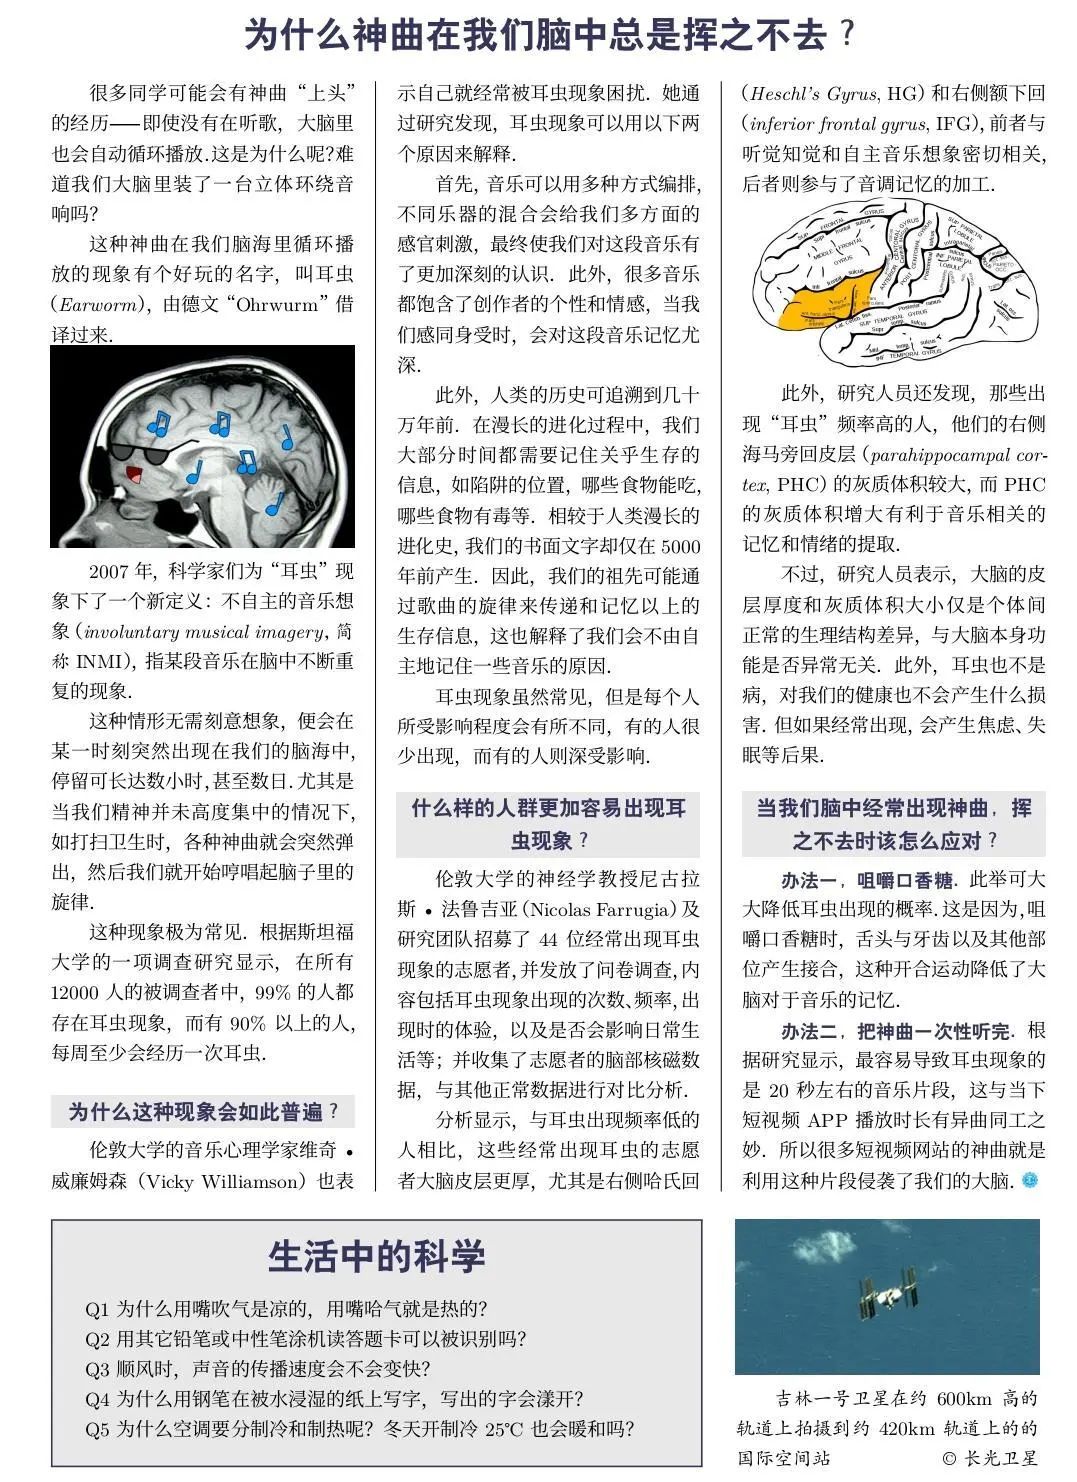 为什么神曲在我们脑中总是挥之不去？
很多同学可能会有神曲“上头”
的经历——即使没有在听歌，大脑里
也会自动循环播放.这是为什么呢?难
道我们大脑里装了一台立体环绕音
响吗?
这种神曲在我们脑海里循环播
放的现象有个好玩的名字，叫耳虫
(Earworm)，由德文“Ohrwurm”借
译过来.
2007 年，科学家们为“耳虫”现
象下了一个新定义：不自主的音乐想
象 (involuntary musical imagery, 简
称 INMI)，指某段音乐在脑中不断重
复的现象.
这种情形无需刻意想象，便会在
某一时刻突然出现在我们的脑海中，
停留可长达数小时，甚至数日. 尤其是
当我们精神并未高度集中的情况下，
如打扫卫生时，各种神曲就会突然弹
出，然后我们就开始哼唱起脑子里的
旋律.
这种现象极为常见. 根据斯坦福
大学的一项调查研究显示，在所有
12000 人的被调查者中，99% 的人都
存在耳虫现象，而有 90% 以上的人，
每周至少会经历一次耳虫.
为什么这种现象会如此普遍？
伦敦大学的音乐心理学家维奇 •
威廉姆森（Vicky Williamson）也表
示自己就经常被耳虫现象困扰. 她通
过研究发现，耳虫现象可以用以下两
个原因来解释.
首先，音乐可以用多种方式编排，
不同乐器的混合会给我们多方面的
感官刺激，最终使我们对这段音乐有
了更加深刻的认识. 此外，很多音乐
都饱含了创作者的个性和情感，当我
们感同身受时，会对这段音乐记忆尤
深.
此外，人类的历史可追溯到几十
万年前. 在漫长的进化过程中，我们
大部分时间都需要记住关乎生存的
信息，如陷阱的位置，哪些食物能吃，
哪些食物有毒等. 相较于人类漫长的
进化史，我们的书面文字却仅在 5000
年前产生. 因此，我们的祖先可能通
过歌曲的旋律来传递和记忆以上的
生存信息，这也解释了我们会不由自
主地记住一些音乐的原因.
耳虫现象虽然常见，但是每个人
所受影响程度会有所不同，有的人很
少出现，而有的人则深受影响.
什么样的人群更加容易出现耳
虫现象？
伦敦大学的神经学教授尼古拉
斯 • 法鲁吉亚 (Nicolas Farrugia) 及
研究团队招募了 44 位经常出现耳虫
现象的志愿者，并发放了问卷调查，内
容包括耳虫现象出现的次数、频率，出
现时的体验，以及是否会影响日常生
活等；并收集了志愿者的脑部核磁数
据，与其他正常数据进行对比分析.
分析显示，与耳虫出现频率低的
人相比，这些经常出现耳虫的志愿
者大脑皮层更厚，尤其是右侧哈氏回
(Heschl's Gyrus, HG) 和右侧额下回
(inferior frontal gyrus, IFG)，前者与
听觉知觉和自主音乐想象密切相关，
后者则参与了音调记忆的加工.
SUP FRONTAL GYRUS
Supr frontal sulcus
MIDDLE FRONTAL
GYRUS
Infr frontal sulcus
SUP TEMPORAL GYRUS
Supr temp. sulcus
Mid temp. sulcus
INF TEMPORAL GYRUS
SUP PARIETAL
LOBULE
INF PARIETAL
LOBULE
此外，研究人员还发现，那些出
现“耳虫”频率高的人，他们的右侧
海马旁回皮层 (parahippocampal cor-
tex, PHC) 的灰质体积较大，而 PHC
的灰质体积增大有利于音乐相关的
记忆和情绪的提取.
不过，研究人员表示，大脑的皮
层厚度和灰质体积大小仅是个体间
正常的生理结构差异，与大脑本身功
能是否异常无关. 此外，耳虫也不是
病，对我们的健康也不会产生什么损
害. 但如果经常出现，会产生焦虑、失
眠等后果.
当我们脑中经常出现神曲，挥
之不去时该怎么应对？
办法一，咀嚼口香糖. 此举可大
大降低耳虫出现的概率. 这是因为，咀
嚼口香糖时，舌头与牙齿以及其他部
位产生接合，这种开合运动降低了大
脑对于音乐的记忆.
办法二，把神曲一次性听完. 根
据研究显示，最容易导致耳虫现象的
是 20 秒左右的音乐片段，这与当下
短视频 APP 播放时长有异曲同工之
妙. 所以很多短视频网站的神曲就是
利用这种片段侵袭了我们的大脑.
生活中的科学
Q1 为什么用嘴吹气是凉的，用嘴哈气就是热的?
Q2 用其它铅笔或中性笔涂机读答题卡可以被识别吗?
Q3 顺风时，声音的传播速度会不会变快?
Q4 为什么用钢笔在被水浸湿的纸上写字，写出的字会漾开?
Q5 为什么空调要分制冷和制热呢？冬天开制冷 25℃ 也会暖和吗?
吉林一号卫星在约 600km 高的
轨道上拍摄到约 420km 轨道上的的
国际空间站 © 长光卫星